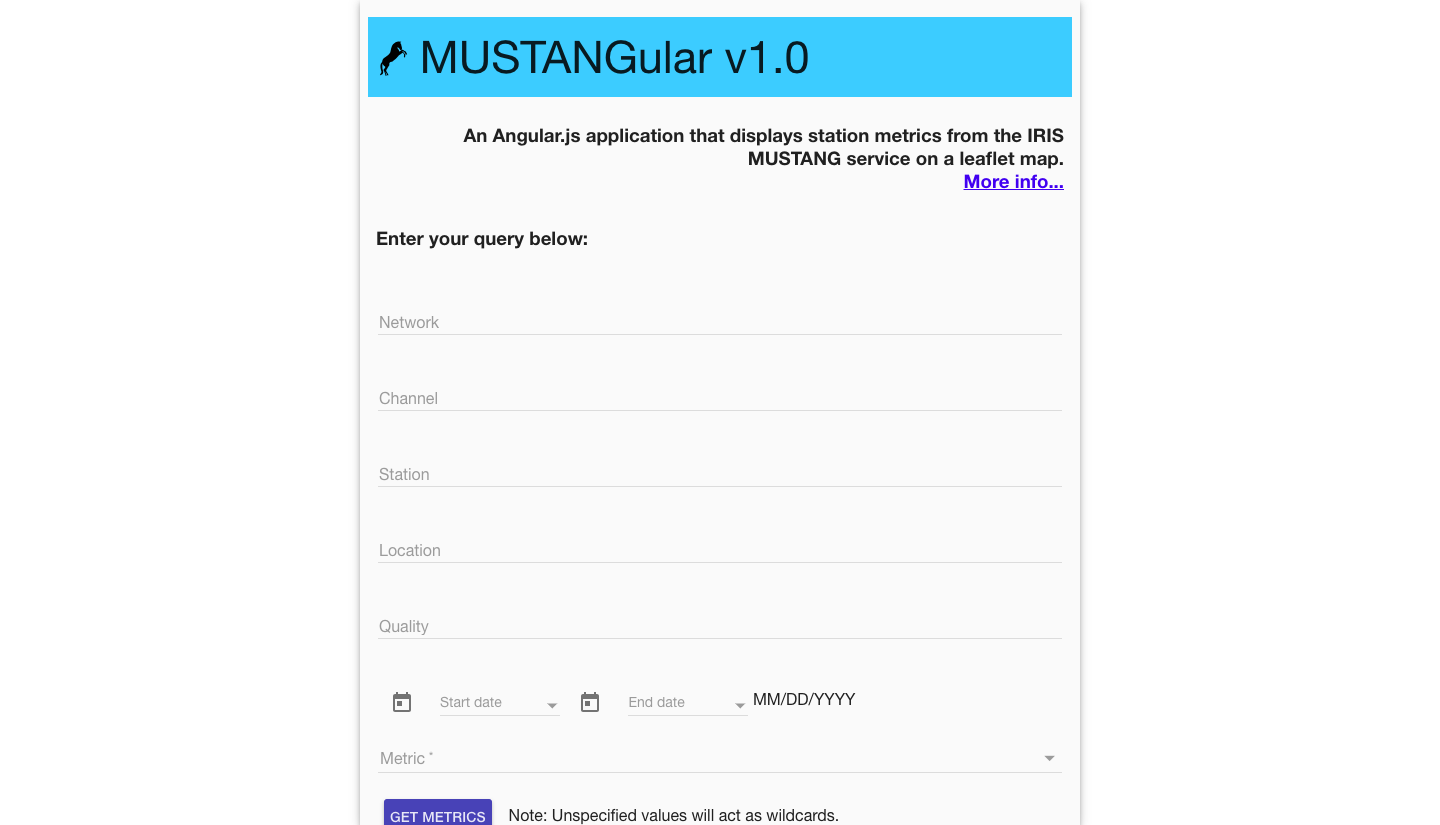 MUSTANGular v1.0
An Angular.js application that displays station metrics from the IRIS
MUSTANG service on a leaflet map.
More info...
Enter your query below:
Network
Channel
Station
Location
Quality
Start date End date MM/DD/YYYY
Metric *
GET METRICS Note: Unspecified values will act as wildcards.